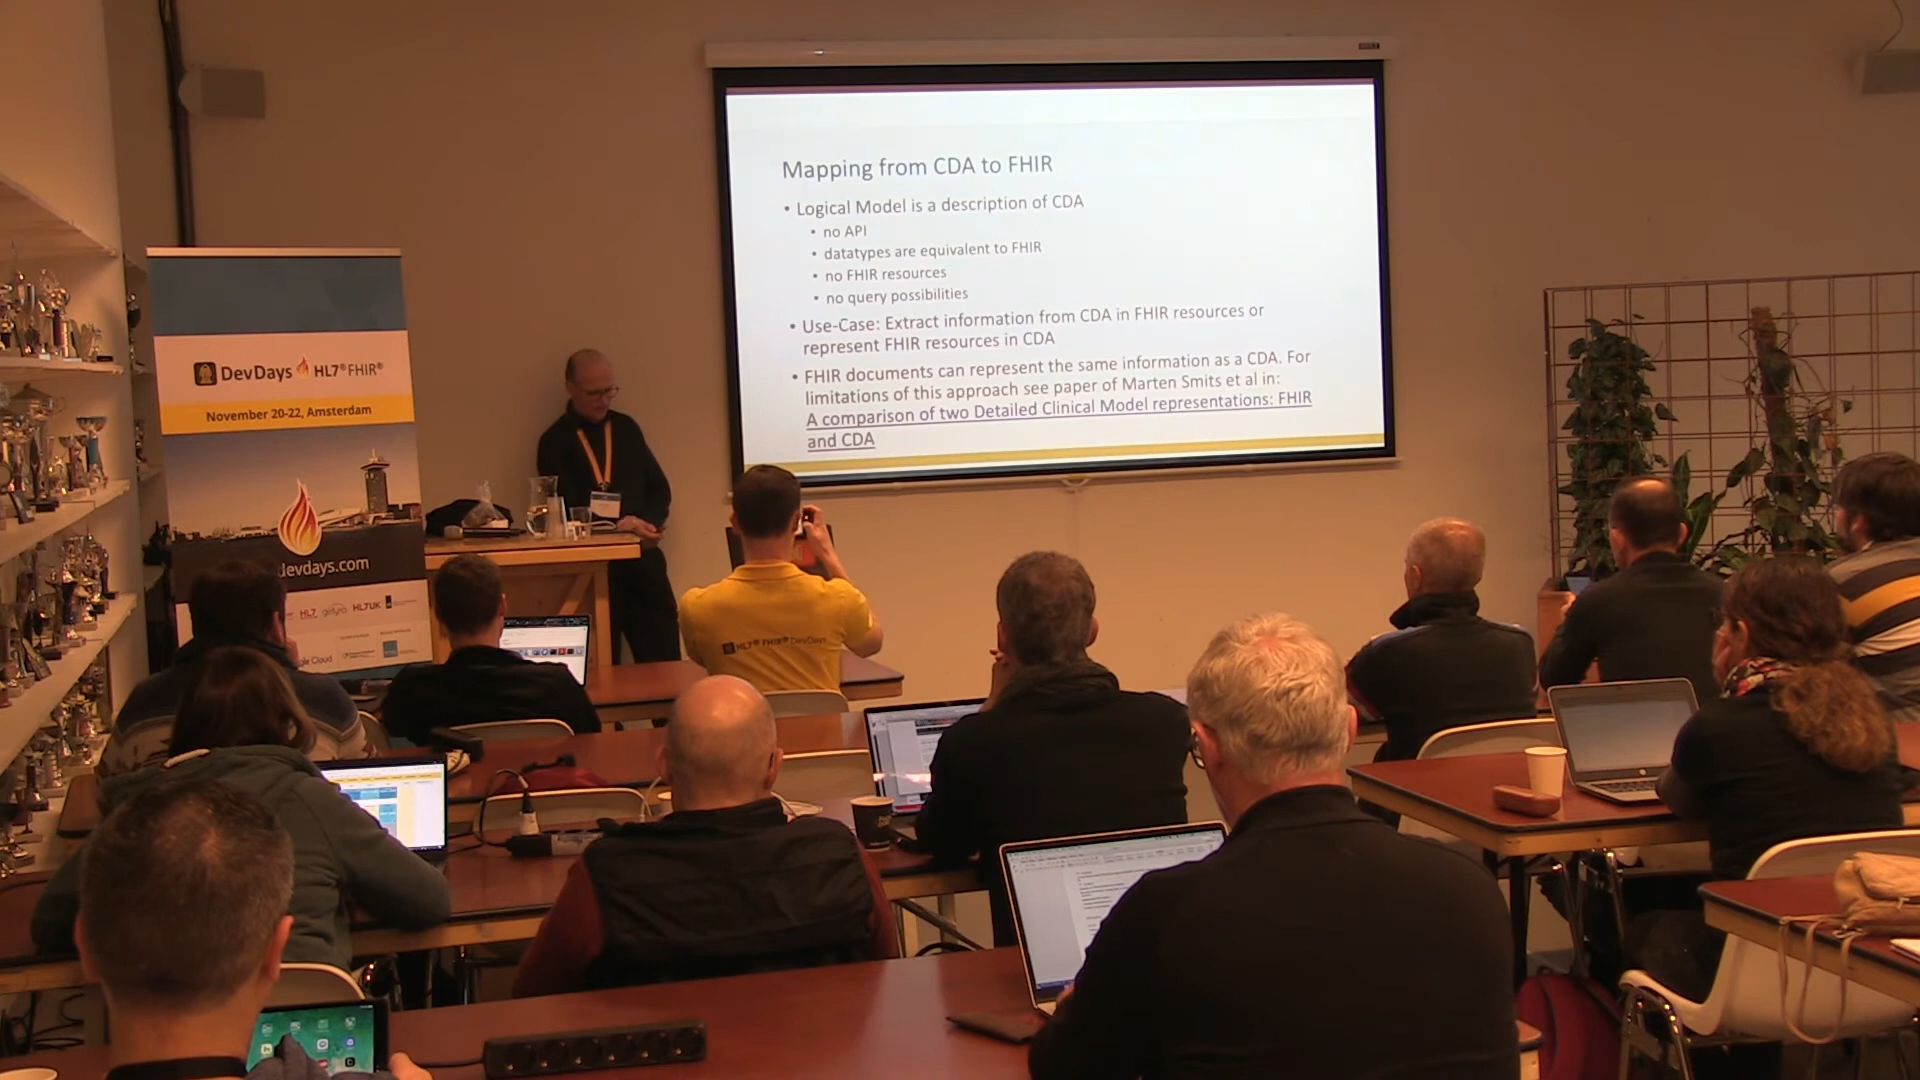 Mapping from CDA to FHIR
• Logical Model is a description of CDA
• no API
• datatypes are equivalent to FHIR
• no FHIR resources
• no query possibilities
• Use-Case: Extract information from CDA in FHIR resources or
represent FHIR resources in CDA
• FHIR documents can represent the same information as a CDA. For
limitations of this approach see paper of Marten Smits et al in:
A comparison of two Detailed Clinical Model representations: FHIR
and CDA
DevDays HL7® FHIR®
November 20-22, Amsterdam
devdays.com
HL7 HL7UK
Cloud
HL7® FHIR® DevDays